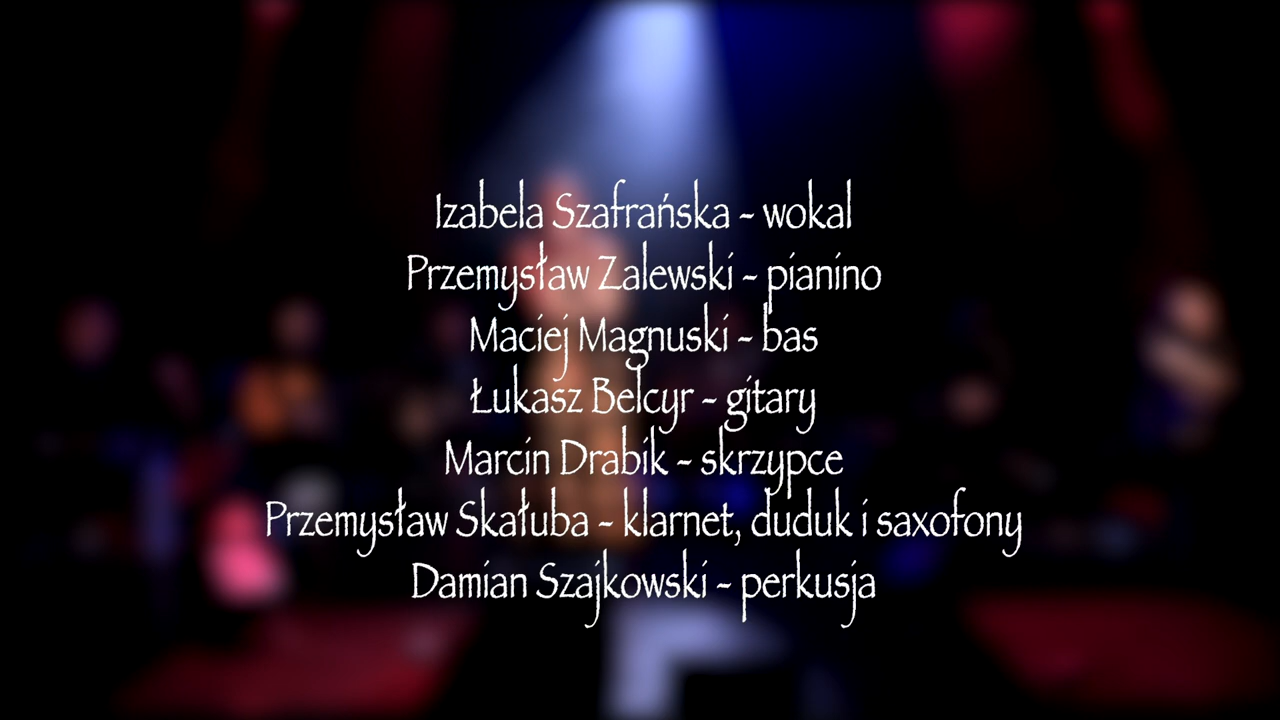 Izabela Szafrańska - wokal
Przemysław Zalewski - pianino
Maciej Magnuski - bas
Łukasz Belcyr - gitary
Marcin Drabik - skrzypce
Przemysław Skałuba - klarnet, duduk i saxofony
Damian Szajkowski - perkusja